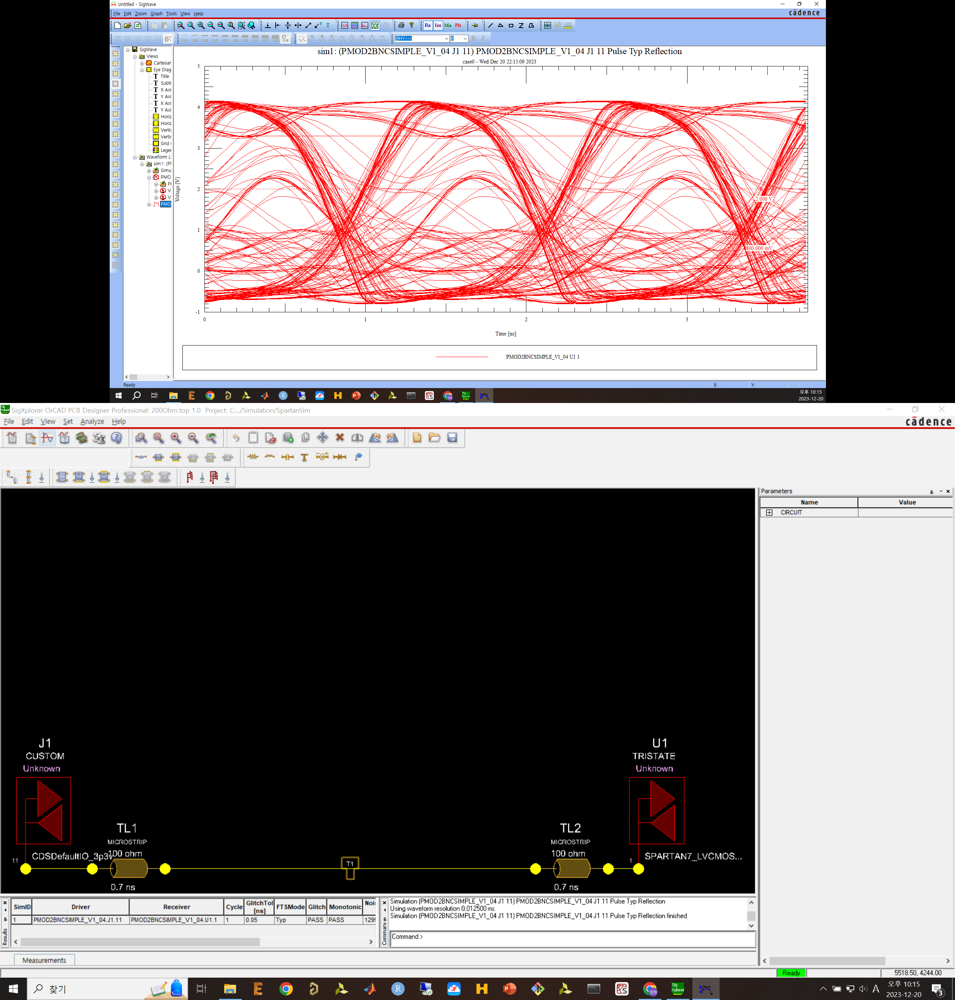 Untitled - SigWave
File Edit Zoom Graph Tools View Help
cādence
Re Im Ma Ph
SigWave
Views
Cartesian
Eye Diag
Title
Subti
X Axi
Y Axi
X Axi
Y Axi
Horiz
Horiz
Vertic
Vertic
Grid
Leger
Waveform L
sim1: (PI
Simu
PMO
Pi
V
V
PMO
sim1: (PMOD2BNCSIMPLE_V1_04 J1 11) PMOD2BNCSIMPLE_V1_04 J1 11 Pulse Typ Reflection
case0 - Wed Dec 20 22:15:09 2023
5
4
3
2
1
0
-1
Voltage [V]
2.000 V
800.000 mV
0 1 2 3
Time [ns]
PMOD2BNCSIMPLE_V1_04 U1 1
Ready X: Y:
오후 10:15
2023-12-20
SigXplorer OrCAD PCB Designer Professional: 200Ohm.top 1.0 Project: C:.../Simulation/SpartanSim
File Edit View Set Analyze Help
cādence
Parameters
Name Value
CIRCUIT
J1
CUSTOM
Unknown
U1
TRISTATE
Unknown
TL1
MICROSTRIP
100 ohm
0.7 ns
TL2
MICROSTRIP
100 ohm
0.7 ns
11
CDSDefaultIO_3p3v
T1
1
SPARTAN7_LVCMOS...
SimID Driver Receiver Cycle GlitchTol [ns] FTSMode Glitch Monotonic Noi
1 PMOD2BNCSIMPLE_V1_04.J1.11 PMOD2BNCSIMPLE_V1_04.U1.1 1 0.05 Typ PASS PASS 129
Results
Command
Simulation (PMOD2BNCSIMPLE_V1_04 J1 11) PMOD2BNCSIMPLE_V1_04 J1 11 Pulse Typ Reflection
Using waveform resolution 0.012500 ns.
Simulation (PMOD2BNCSIMPLE_V1_04 J1 11) PMOD2BNCSIMPLE_V1_04 J1 11 Pulse Typ Reflection finished
Command >
Measurements
Ready 5518.50, 4244.00
찾기
A
오후 10:15
2023-12-20
3